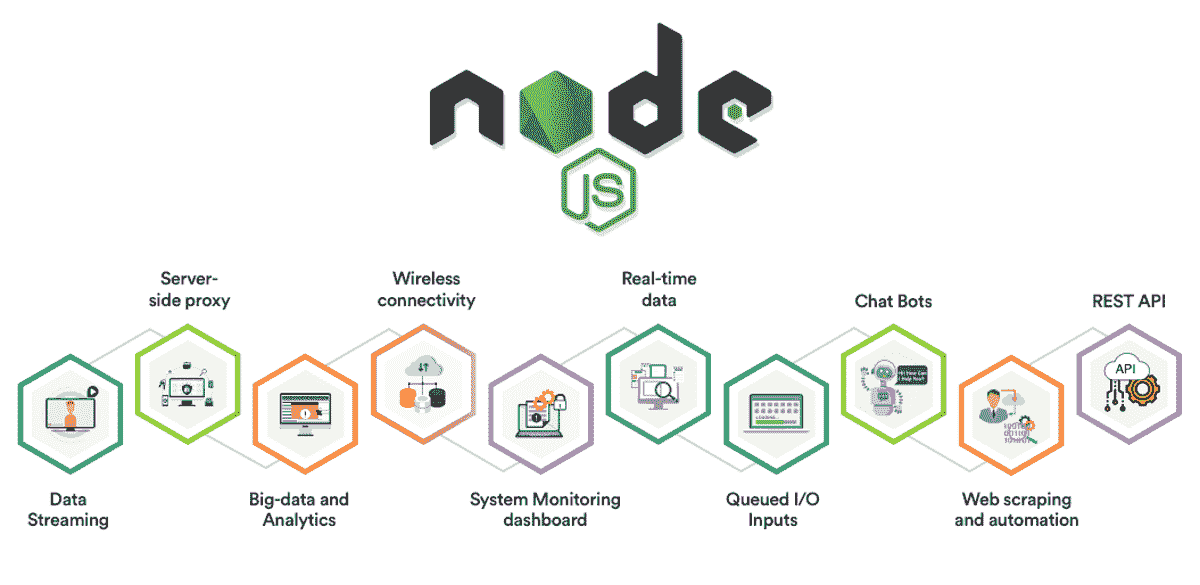 node
JS
Server-
side proxy
Wireless
connectivity
Real-time
data
Chat Bots
REST API
API
Data
Streaming
Big-data and
Analytics
System Monitoring
dashboard
Queued I/O
Inputs
Web scraping
and automation